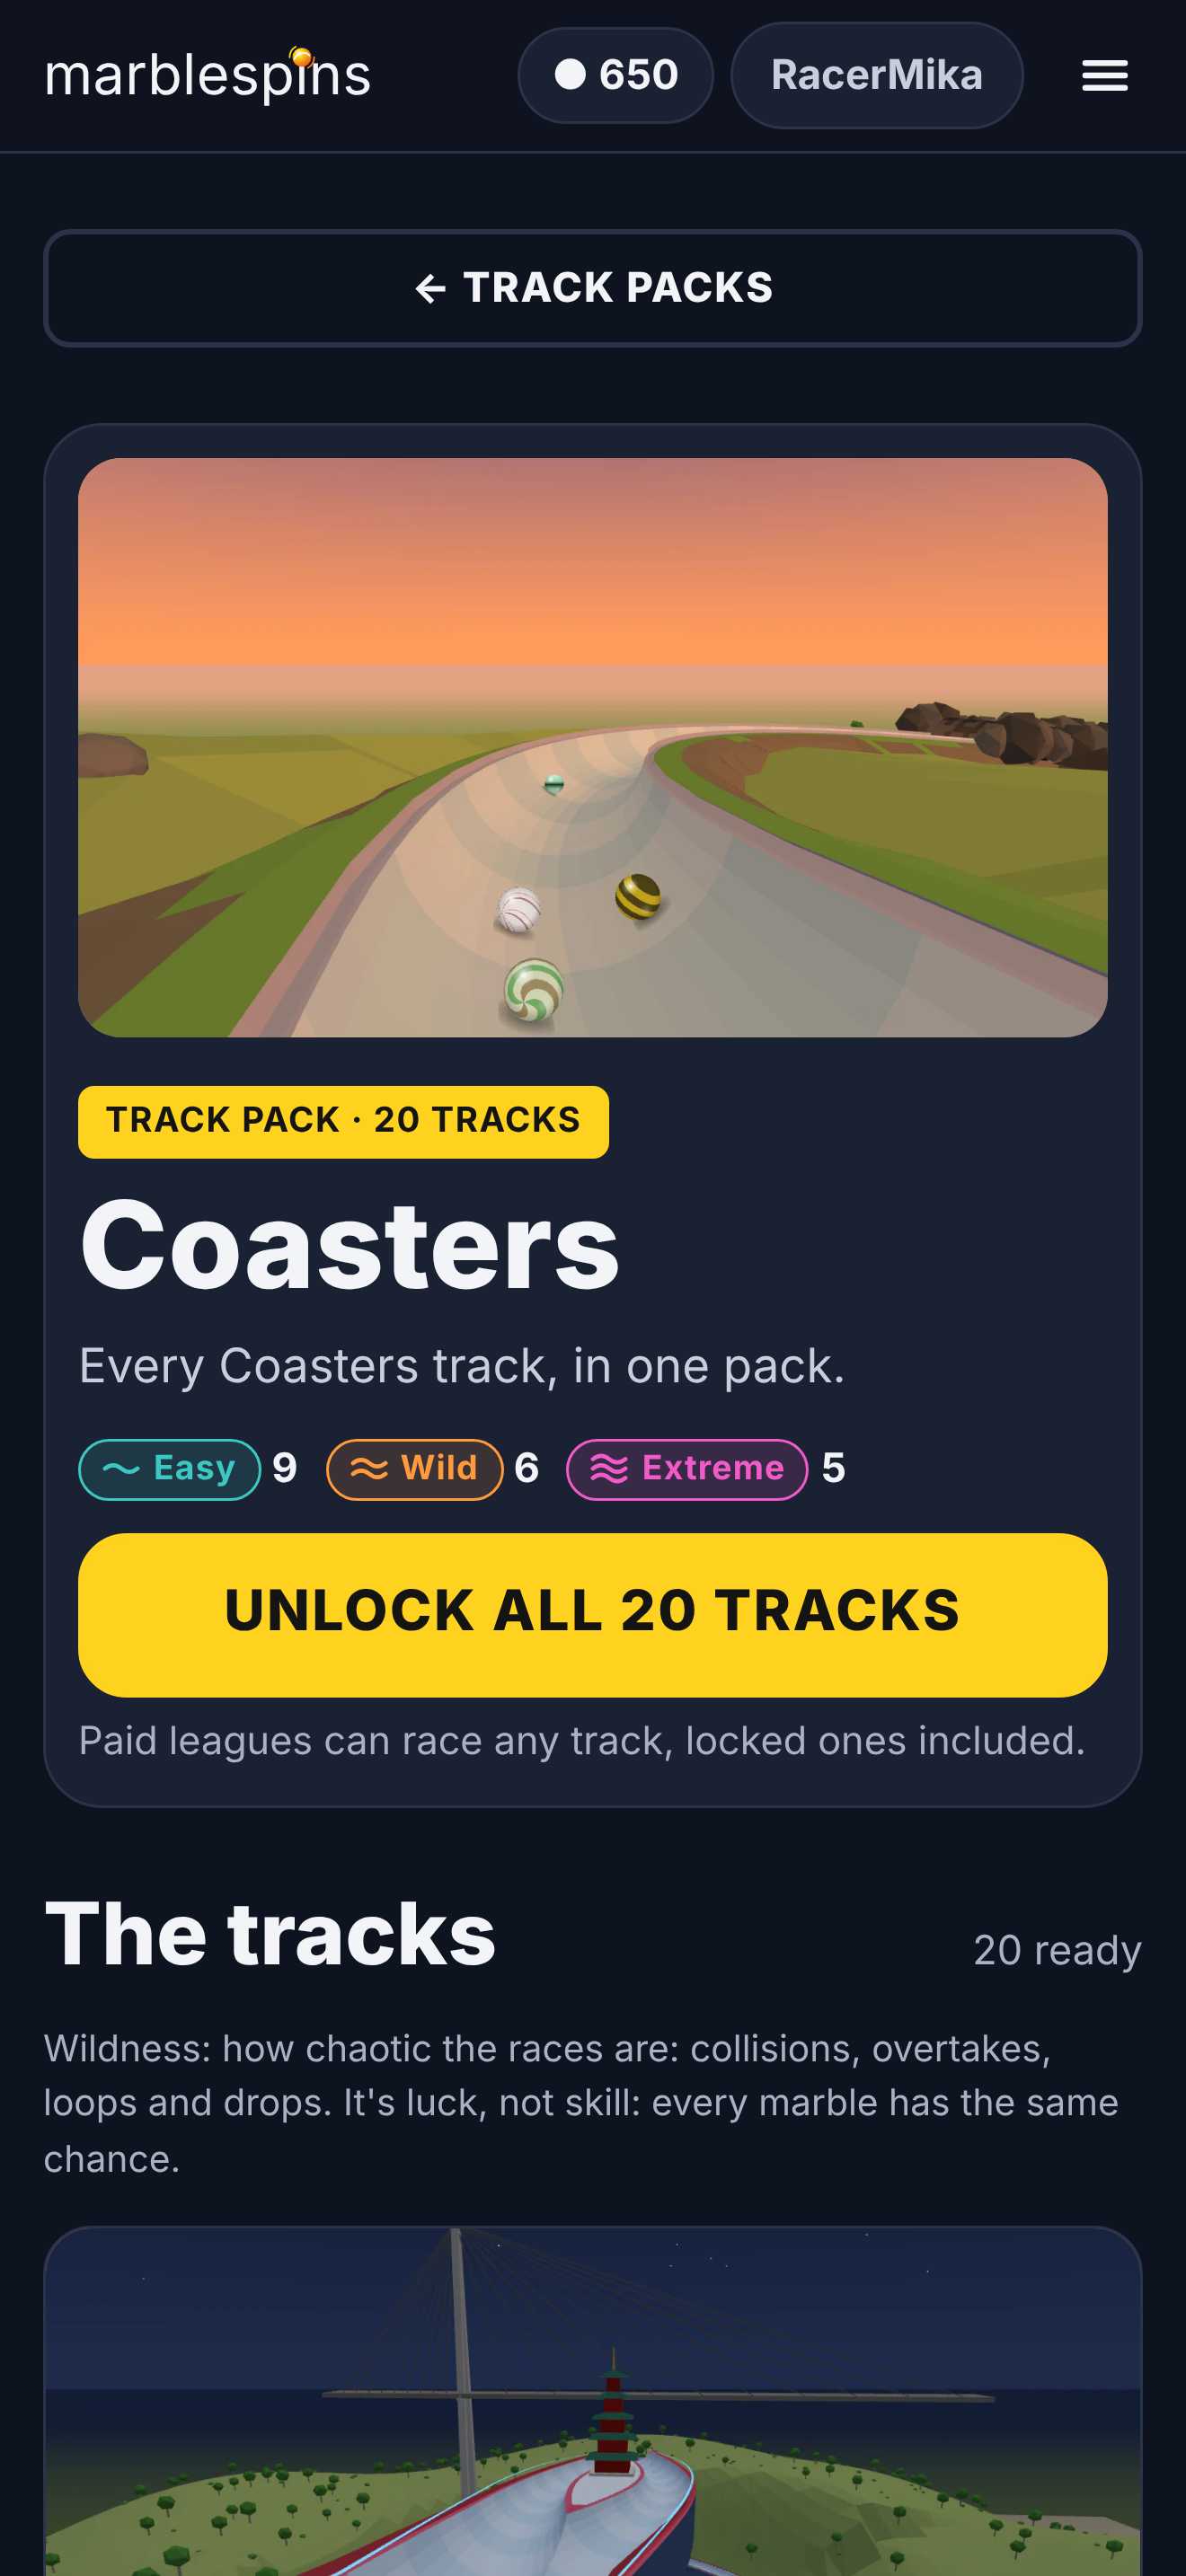 marblespins
650
RacerMika
← TRACK PACKS
TRACK PACK · 20 TRACKS
Coasters
Every Coasters track, in one pack.
Easy 9 Wild 6 Extreme 5
UNLOCK ALL 20 TRACKS
Paid leagues can race any track, locked ones included.
The tracks
20 ready
Wildness: how chaotic the races are: collisions, overtakes,
loops and drops. It's luck, not skill: every marble has the same
chance.